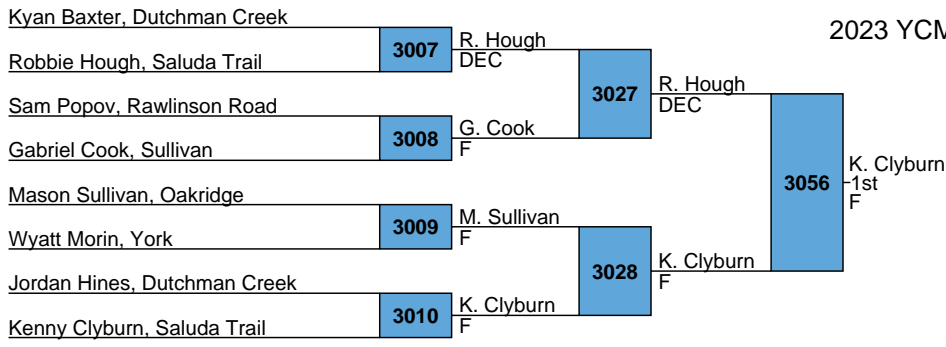 Kyan Baxter, Dutchman Creek
2023 YCM
3007
R. Hough
DEC
Robbie Hough, Saluda Trail
3027
R. Hough
DEC
Sam Popov, Rawlinson Road
3008
G. Cook
F
Gabriel Cook, Sullivan
3056
K. Clyburn
1st
F
Mason Sullivan, Oakridge
3009
M. Sullivan
F
Wyatt Morin, York
3028
K. Clyburn
F
Jordan Hines, Dutchman Creek
3010
K. Clyburn
F
Kenny Clyburn, Saluda Trail